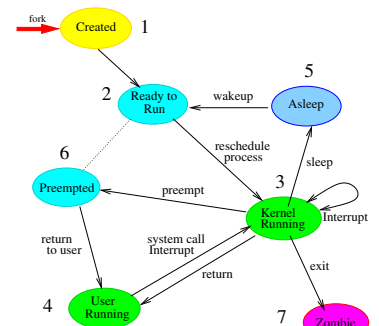 fork
Created
1
5
2
Ready to
Run
wakeup
Asleep
reschedule
process
sleep
6
3
Preempted
preempt
Kernel
Running
Interrupt
return
to user
system call
Interrupt
return
exit
4
User
Running
7
Zombie